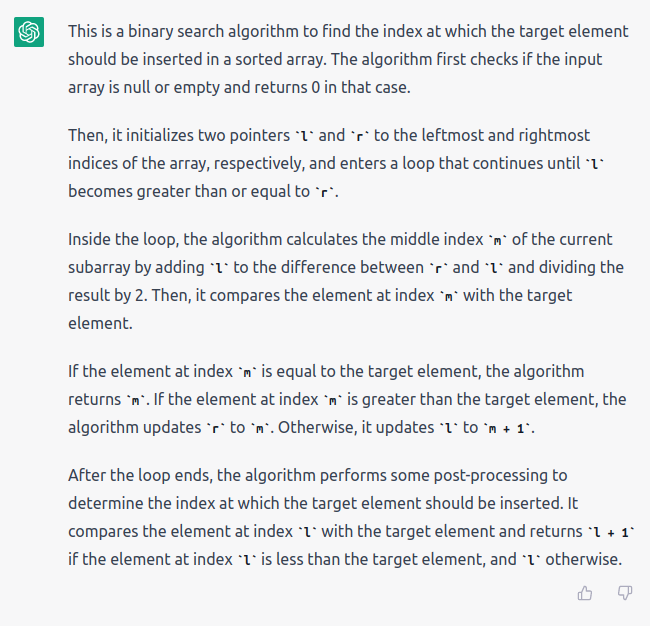 This is a binary search algorithm to find the index at which the target element
should be inserted in a sorted array. The algorithm first checks if the input
array is null or empty and returns 0 in that case.
Then, it initializes two pointers `l` and `r` to the leftmost and rightmost
indices of the array, respectively, and enters a loop that continues until `l`
becomes greater than or equal to `r`.
Inside the loop, the algorithm calculates the middle index `m` of the current
subarray by adding `l` to the difference between `r` and `l` and dividing the
result by 2. Then, it compares the element at index `m` with the target
element.
If the element at index `m` is equal to the target element, the algorithm
returns `m`. If the element at index `m` is greater than the target element, the
algorithm updates `r` to `m`. Otherwise, it updates `l` to `m + 1`.
After the loop ends, the algorithm performs some post-processing to
determine the index at which the target element should be inserted. It
compares the element at index `l` with the target element and returns `l + 1`
if the element at index `l` is less than the target element, and `l` otherwise.